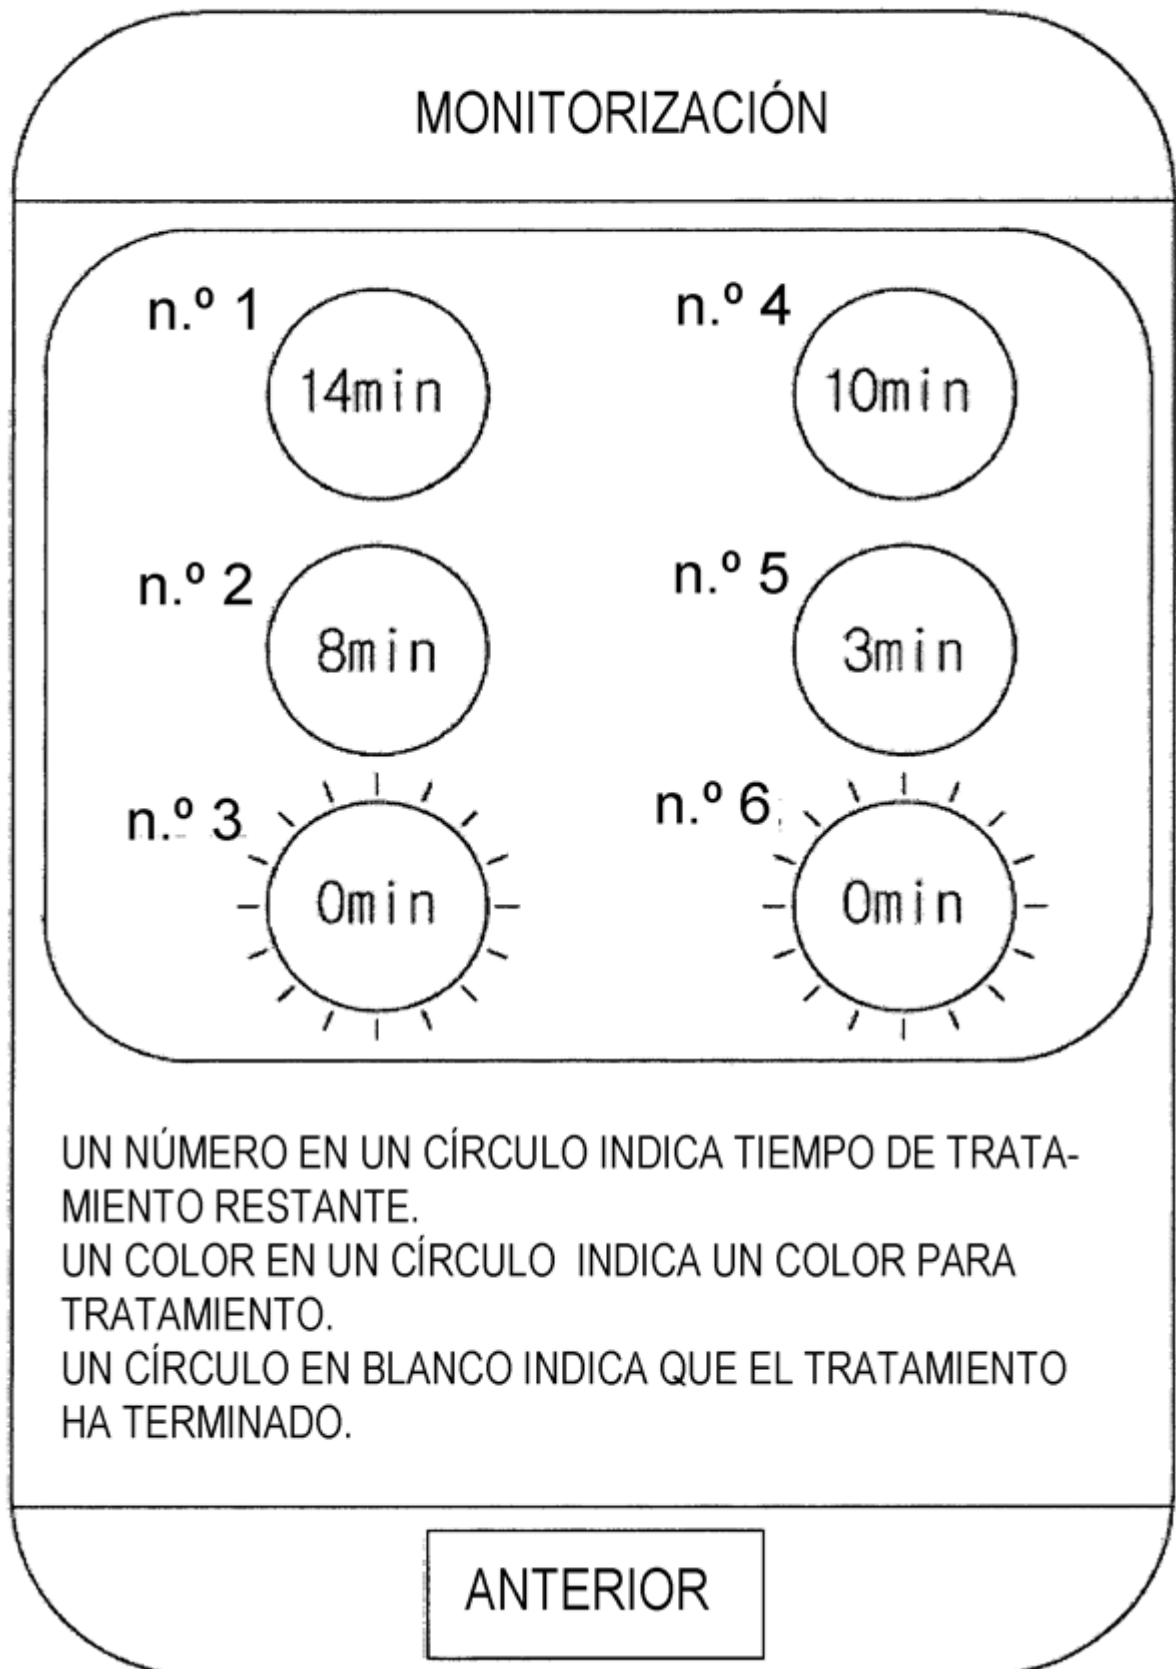 MONITORIZACIÓN
n.º 1
14min
n.º 4
10min
n.º 2
8min
n.º 5
3min
n.º 3
0min
n.º 6
0min
UN NÚMERO EN UN CÍRCULO INDICA TIEMPO DE TRATA-
MIENTO RESTANTE.
UN COLOR EN UN CÍRCULO INDICA UN COLOR PARA
TRATAMIENTO.
UN CÍRCULO EN BLANCO INDICA QUE EL TRATAMIENTO
HA TERMINADO.
ANTERIOR